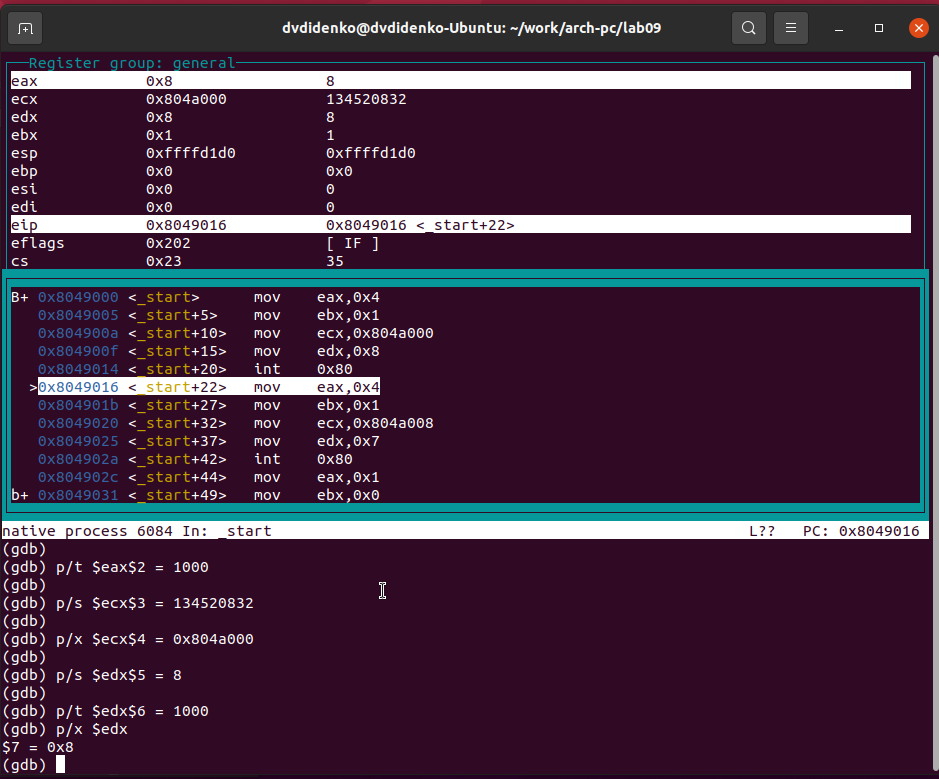 dvdidenko@dvdidenko-Ubuntu: ~/work/arch-pc/lab09
Register group: general
eax 0x8 8
ecx 0x804a000 134520832
edx 0x8 8
ebx 0x1 1
esp 0xffffd1d0 0xffffd1d0
ebp 0x0 0x0
esi 0x0 0
edi 0x0 0
eip 0x8049016 0x8049016 <_start+22>
eflags 0x202 [ IF ]
cs 0x23 35
B+ 0x8049000 <_start> mov eax,0x4
0x8049005 <_start+5> mov ebx,0x1
0x804900a <_start+10> mov ecx,0x804a000
0x804900f <_start+15> mov edx,0x8
0x8049014 <_start+20> int 0x80
>0x8049016 <_start+22> mov eax,0x4
0x804901b <_start+27> mov ebx,0x1
0x8049020 <_start+32> mov ecx,0x804a008
0x8049025 <_start+37> mov edx,0x7
0x804902a <_start+42> int 0x80
0x804902c <_start+44> mov eax,0x1
b+ 0x8049031 <_start+49> mov ebx,0x0
native process 6084 In: _start L?? PC: 0x8049016
(gdb)
(gdb) p/t $eax$2 = 1000
(gdb)
(gdb) p/s $ecx$3 = 134520832
(gdb)
(gdb) p/x $ecx$4 = 0x804a000
(gdb)
(gdb) p/s $edx$5 = 8
(gdb)
(gdb) p/t $edx$6 = 1000
(gdb) p/x $edx
$7 = 0x8
(gdb)